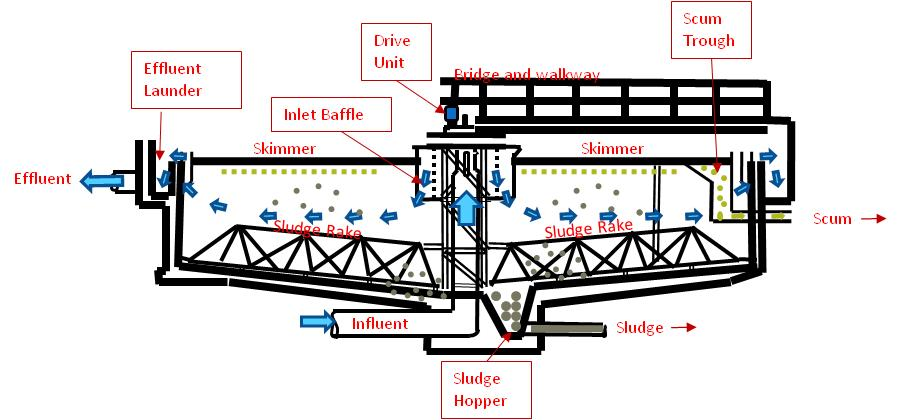 Scum
Trough
Drive
Unit
Effluent
Launder
Bridge and walkway
Inlet Baffle
Skimmer
Skimmer
Effluent
Scum
Sludge Rake
Sludge Rake
Influent
Sludge
Sludge
Hopper